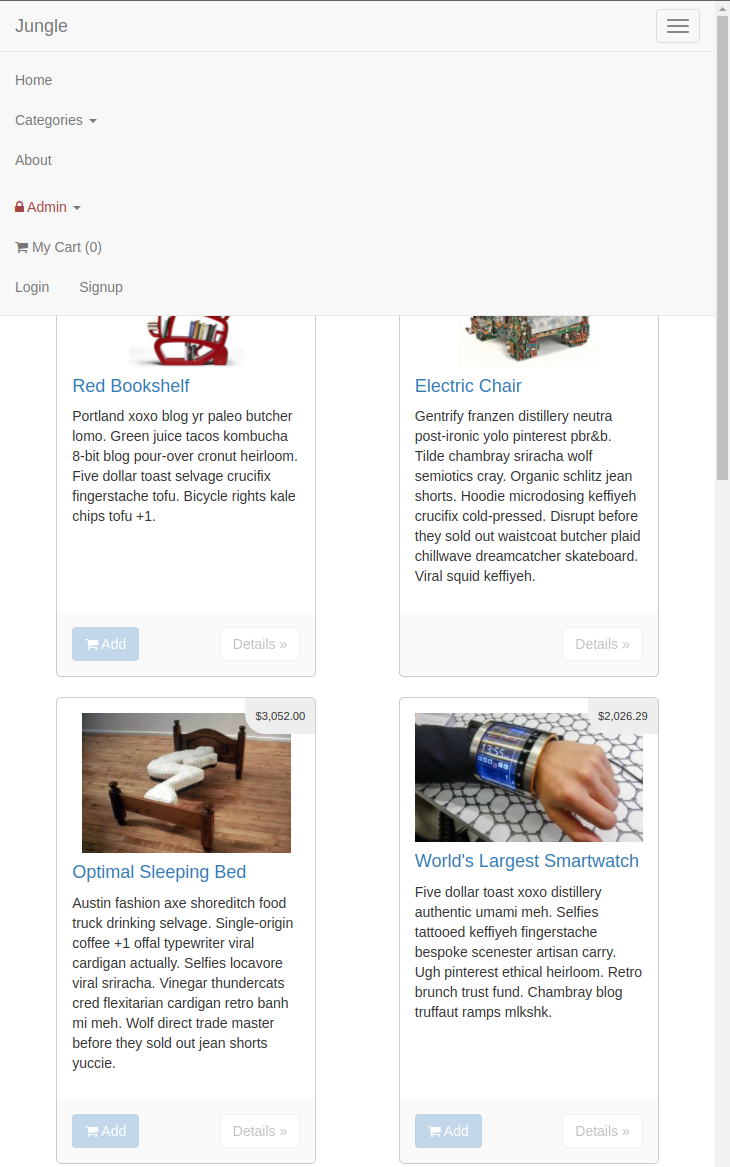 Jungle
Home
Categories
About
Admin
My Cart (0)
Login Signup
Red Bookshelf
Portland xoxo blog yr paleo butcher
lomo. Green juice tacos kombucha
8-bit blog pour-over cronut heirloom.
Five dollar toast selvage crucifix
fingerstache tofu. Bicycle rights kale
chips tofu +1.
Add Details »
Electric Chair
Gentrify franzen distillery neutra
post-ironic yolo pinterest pbr&b.
Tilde chambray sriracha wolf
semiotics cray. Organic schlitz jean
shorts. Hoodie microdosing keffiyeh
crucifix cold-pressed. Disrupt before
they sold out waistcoat butcher plaid
chillwave dreamcatcher skateboard.
Viral squid keffiyeh.
Details »
$3,052.00
Optimal Sleeping Bed
Austin fashion axe shoreditch food
truck drinking selvage. Single-origin
coffee +1 offal typewriter viral
cardigan actually. Selfies locavore
viral sriracha. Vinegar thundercats
cred flexitarian cardigan retro banh
mi meh. Wolf direct trade master
before they sold out jean shorts
yuccie.
Add Details »
$2,026.29
13:55
World's Largest Smartwatch
Five dollar toast xoxo distillery
authentic umami meh. Selfies
tattooed keffiyeh fingerstache
bespoke scenester artisan carry.
Ugh pinterest ethical heirloom. Retro
brunch trust fund. Chambray blog
truffaut ramps mlkshk.
Add Details »